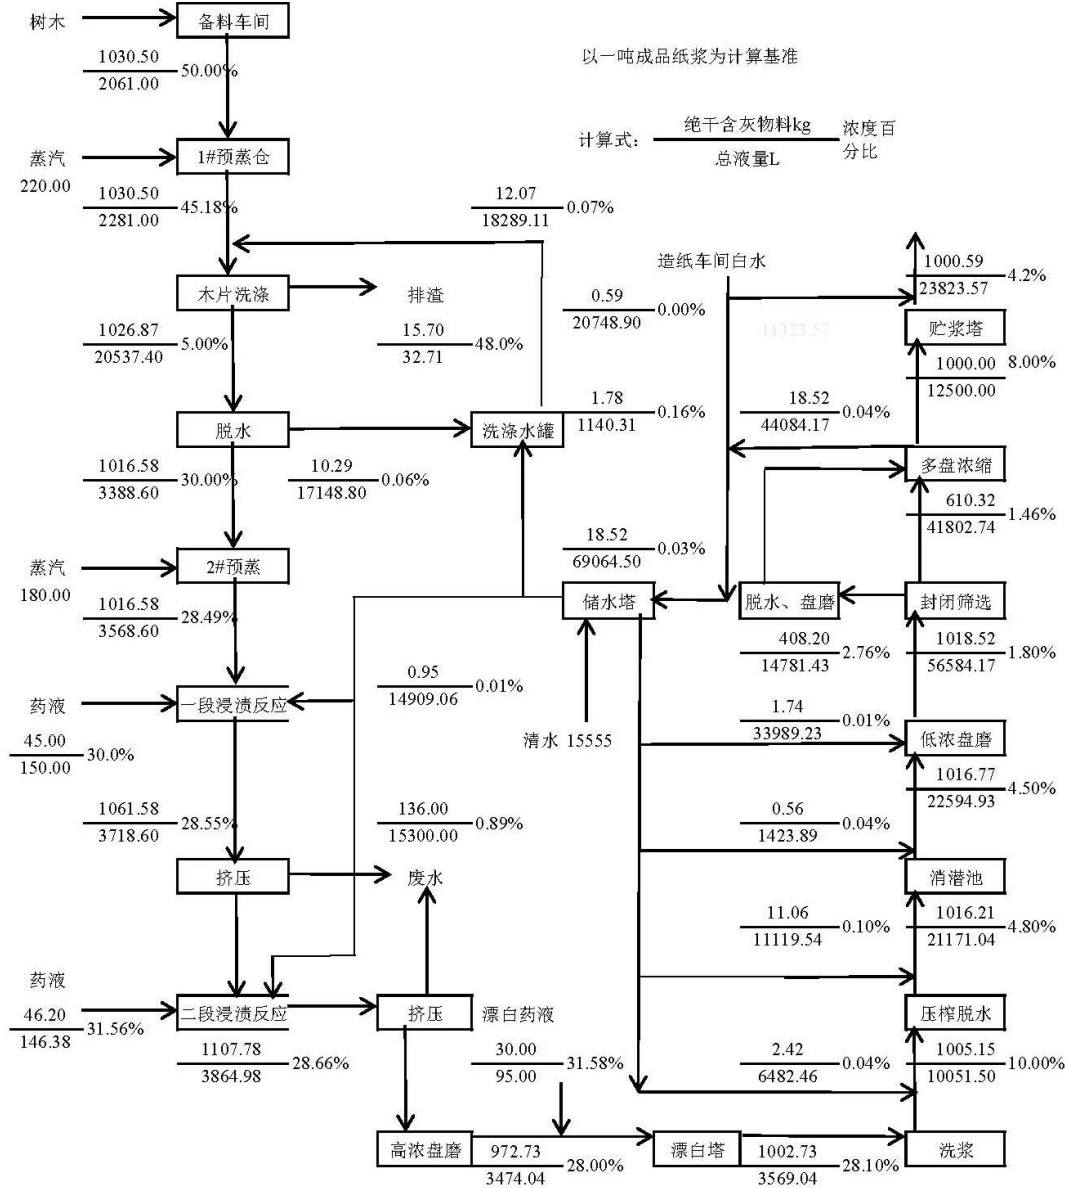 树木
备料车间
1030.50
2061.00
50.00%
以一吨成品纸浆为计算基准
计算式：
绝干含灰物料kg
总液量L
浓度百
分比
蒸汽
220.00
1#预蒸仓
1030.50
2281.00
45.18%
12.07
18289.11
0.07%
造纸车间白水
1000.59
23823.57
4.2%
木片洗涤
排渣
0.59
20748.90
0.00%
11323.57
贮浆塔
1026.87
20537.40
5.00%
15.70
32.71
48.0%
1000.00
12500.00
8.00%
脱水
洗涤水罐
1.78
1140.31
0.16%
18.52
44084.17
0.04%
多盘浓缩
1016.58
3388.60
30.00%
10.29
17148.80
0.06%
610.32
41802.74
1.46%
蒸汽
180.00
2#预蒸
18.52
69064.50
0.03%
储水塔
脱水、盘磨
封闭筛选
1016.58
3568.60
28.49%
408.20
14781.43
2.76%
1018.52
56584.17
1.80%
药液
45.00
150.00
30.0%
一段浸渍反应
0.95
14909.06
0.01%
清水 15555
1.74
33989.23
0.01%
低浓盘磨
1016.77
22594.93
4.50%
1061.58
3718.60
28.55%
136.00
15300.00
0.89%
0.56
1423.89
0.04%
挤压
废水
消潜池
11.06
11119.54
0.10%
1016.21
21171.04
4.80%
药液
46.20
146.38
31.56%
二段浸渍反应
挤压
漂白药液
压榨脱水
1107.78
3864.98
28.66%
30.00
95.00
31.58%
2.42
6482.46
0.04%
1005.15
10051.50
10.00%
高浓盘磨
972.73
3474.04
28.00%
漂白塔
1002.73
3569.04
28.10%
洗浆